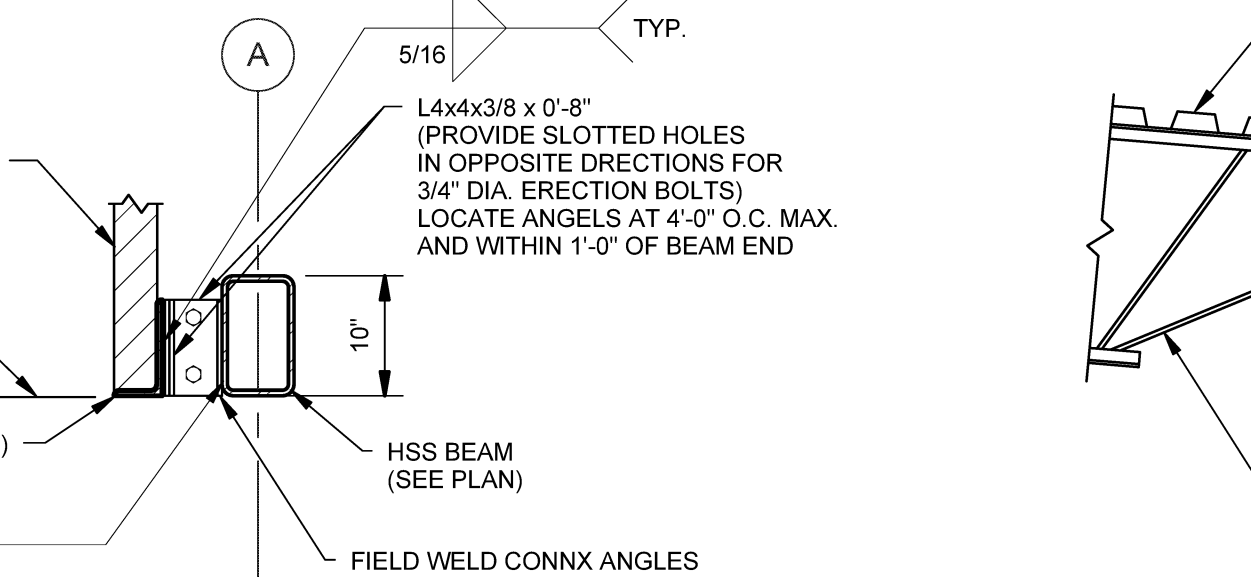 TYP.
A
5/16
L4x4x3/8 x 0'-8"
(PROVIDE SLOTTED HOLES
IN OPPOSITE DRECTIONS FOR
3/4" DIA. ERECTION BOLTS)
LOCATE ANGELS AT 4'-0" O.C. MAX.
AND WITHIN 1'-0" OF BEAM END
10"
)
HSS BEAM
(SEE PLAN)
FIELD WELD CONNX ANGLES